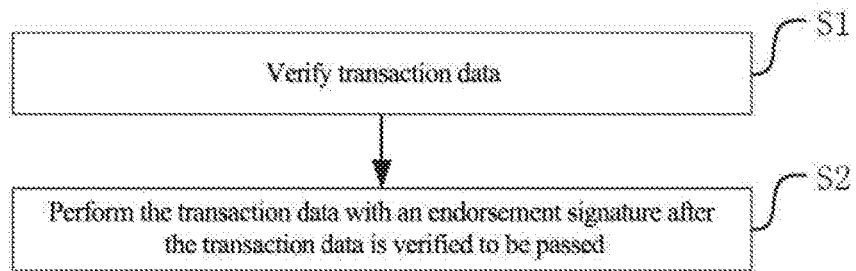 S1
Verify transaction data
S2
Perform the transaction data with an endorsement signature after
the transaction data is verified to be passed